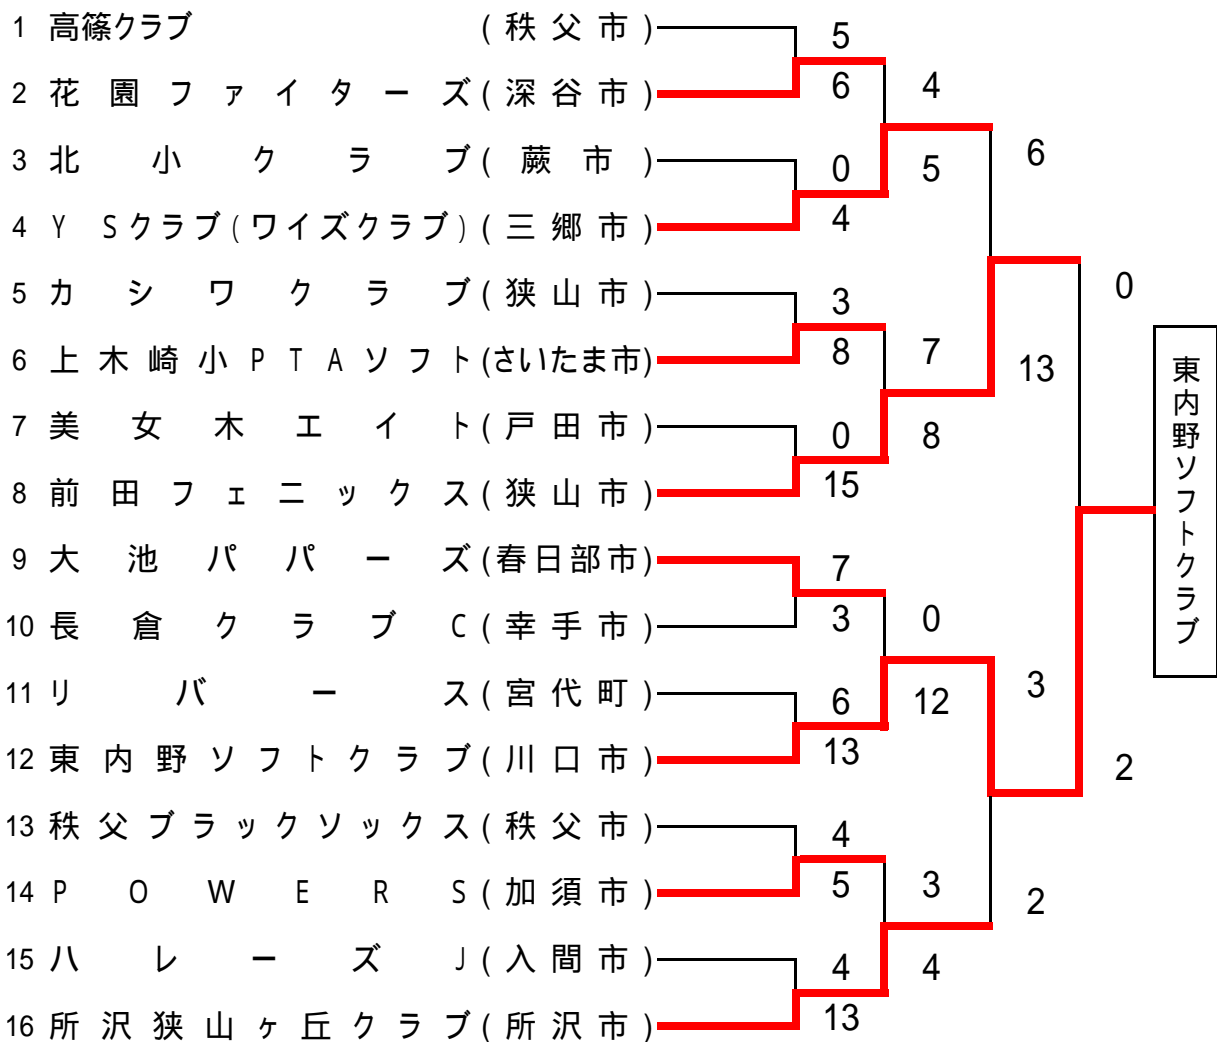 1 高篠クラブ (秩父市)
2 花園ファイターズ(深谷市)
3 北小クラブ(蕨市)
4 YSクラブ(ワイズクラブ)(三郷市)
5 カシワクラブ(狭山市)
6 上木崎小PTAソフト(さいたま市)
7 美女木エイト(戸田市)
8 前田フェニックス(狭山市)
9 大池パパーズ(春日部市)
10 長倉クラブC(幸手市)
11 リバース(宮代町)
12 東内野ソフトクラブ(川口市)
13 秩父ブラックソックス(秩父市)
14 POWERS(加須市)
15 ハレーズJ(入間市)
16 所沢狭山ヶ丘クラブ(所沢市)
5
6
0
4
3
8
0
15
7
3
6
13
4
5
4
13
4
5
7
8
0
12
3
4
6
13
3
2
0
2
東内野ソフトクラブ